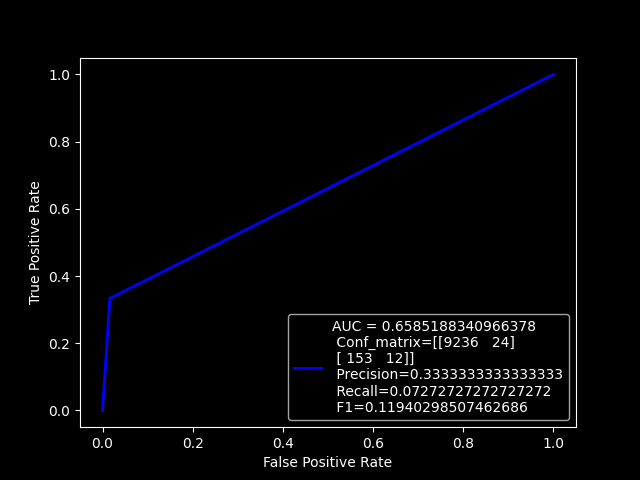 1.0
0.8
0.6
0.4
0.2
0.0
True Positive Rate
AUC = 0.6585188340966378
Conf_matrix=[[9236 24]
[ 153 12]]
Precision=0.3333333333333333
Recall=0.07272727272727272
F1=0.11940298507462686
0.0 0.2 0.4 0.6 0.8 1.0
False Positive Rate